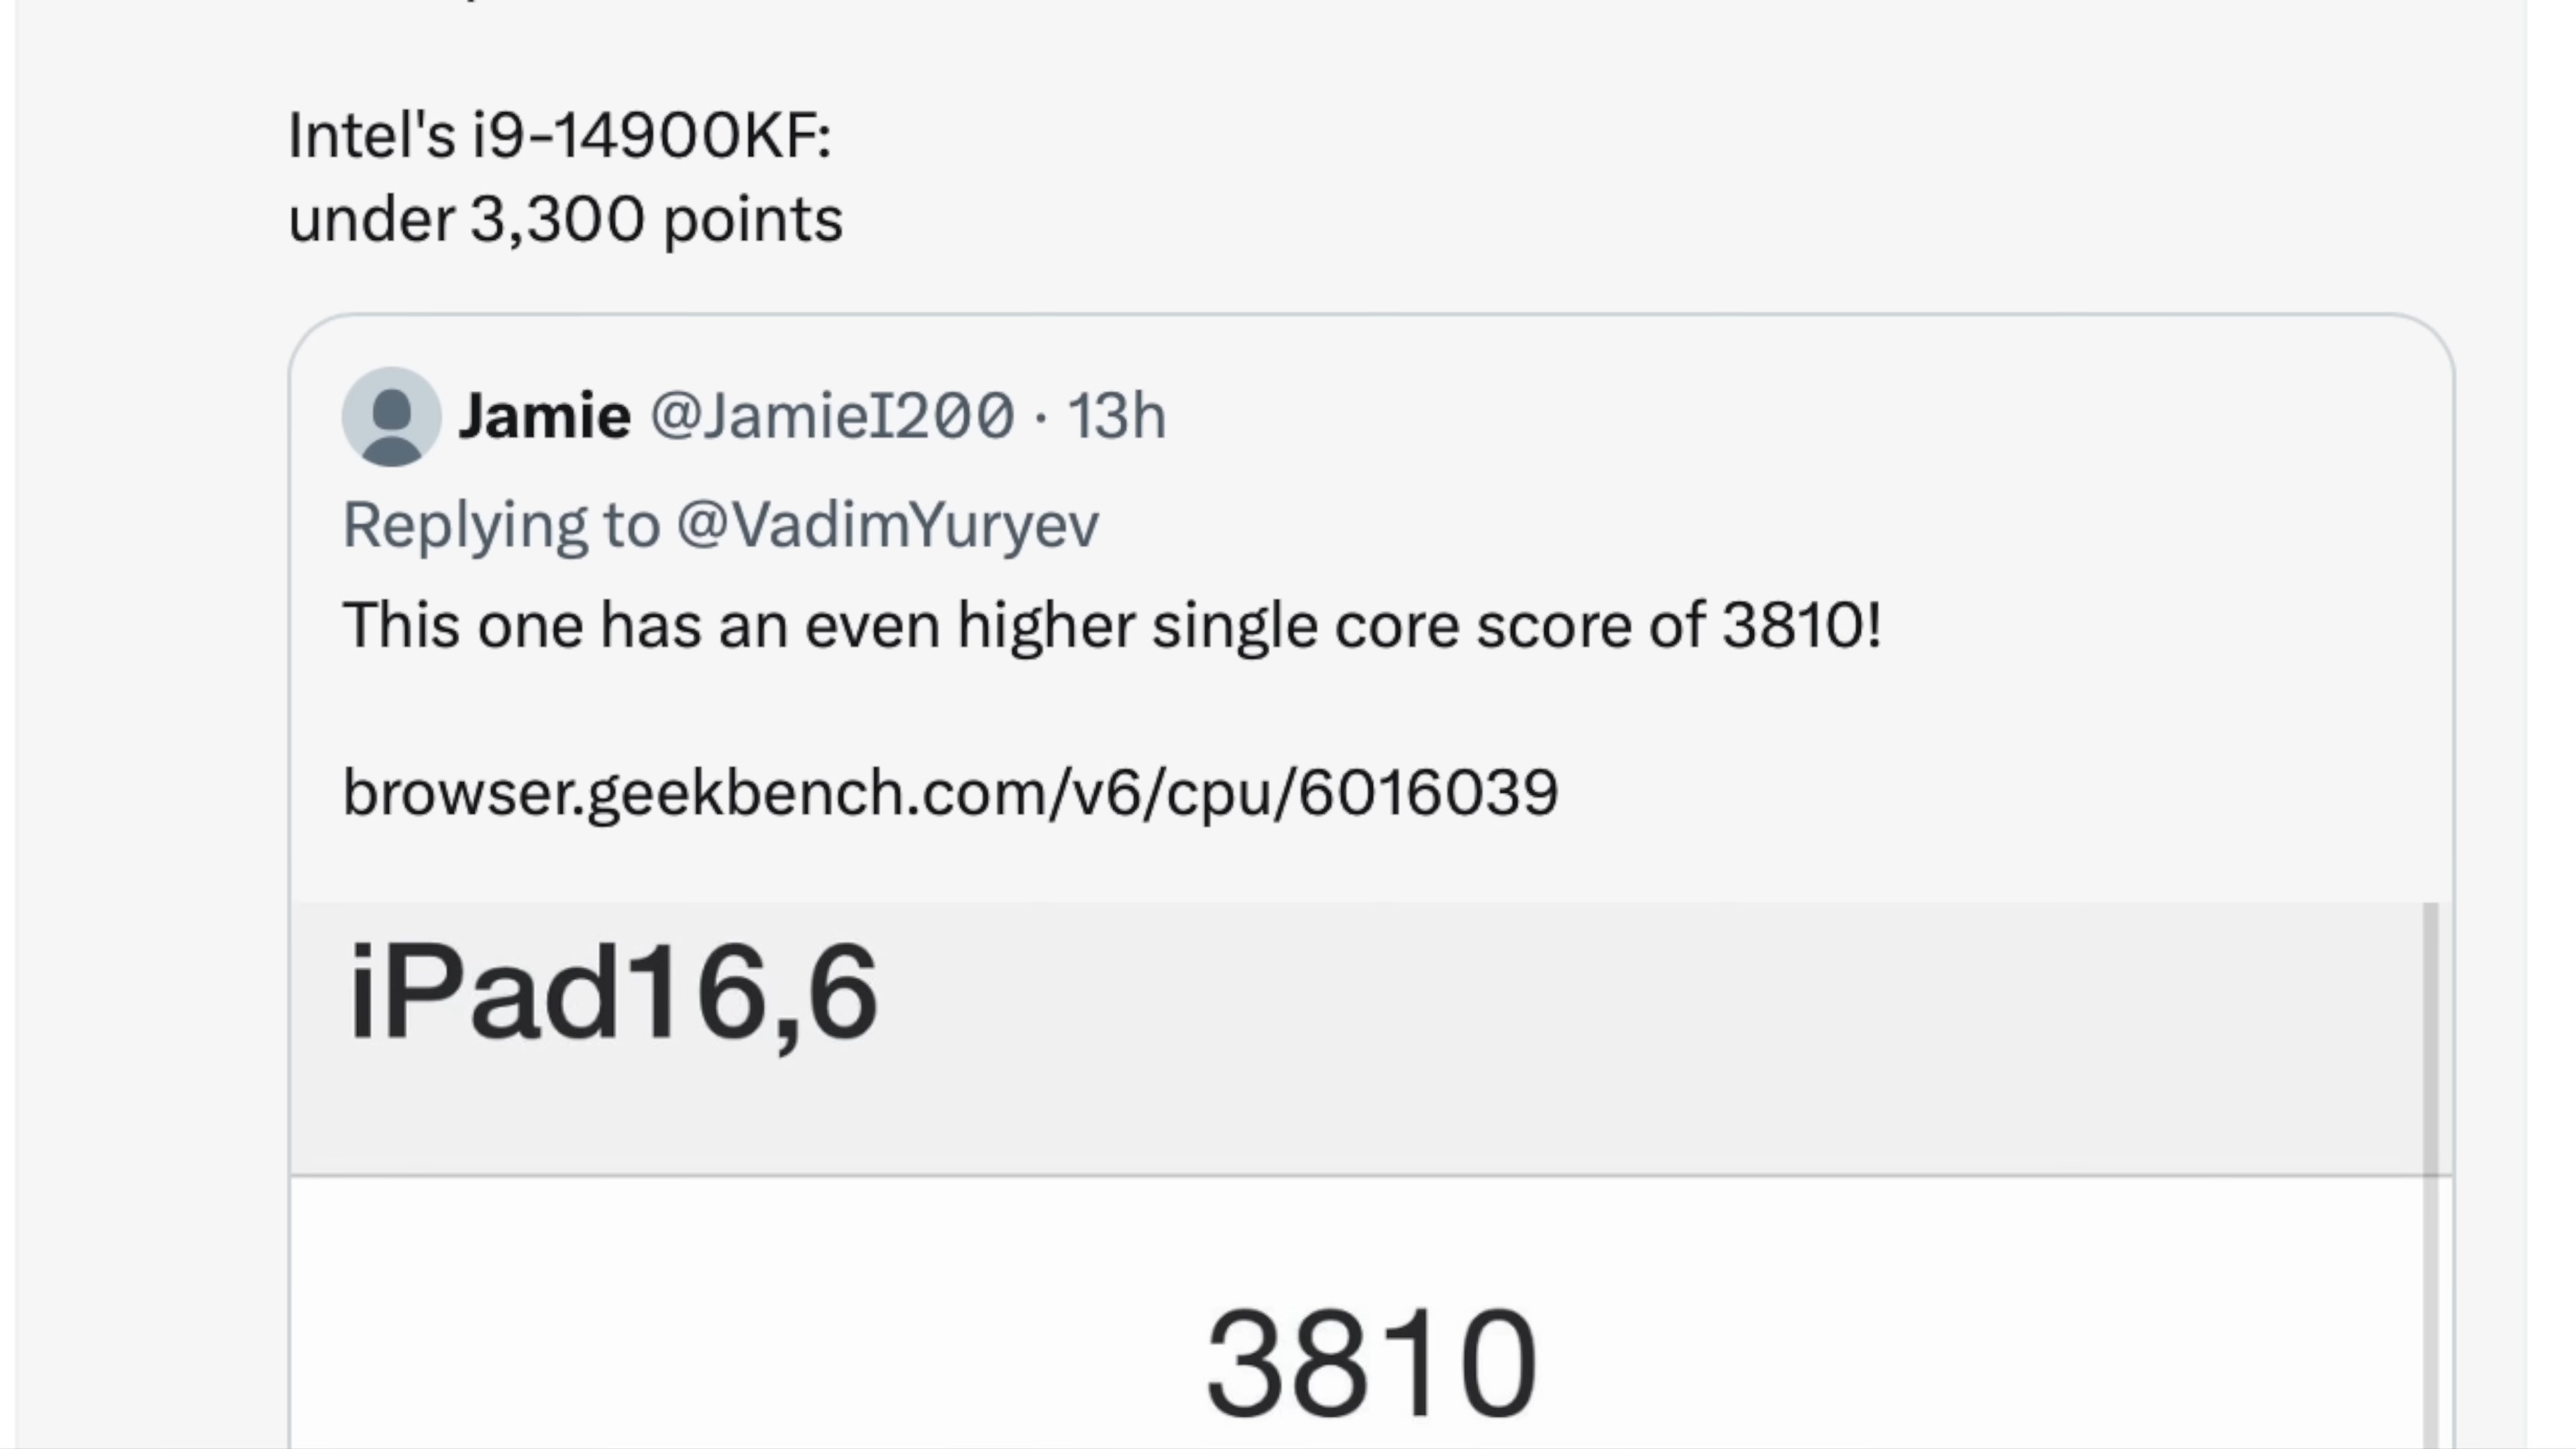 Intel's i9-14900KF:
under 3,300 points
Jamie @JamieI200 · 13h
Replying to @VadimYuryev
This one has an even higher single core score of 3810!
browser.geekbench.com/v6/cpu/6016039
iPad16,6
3810